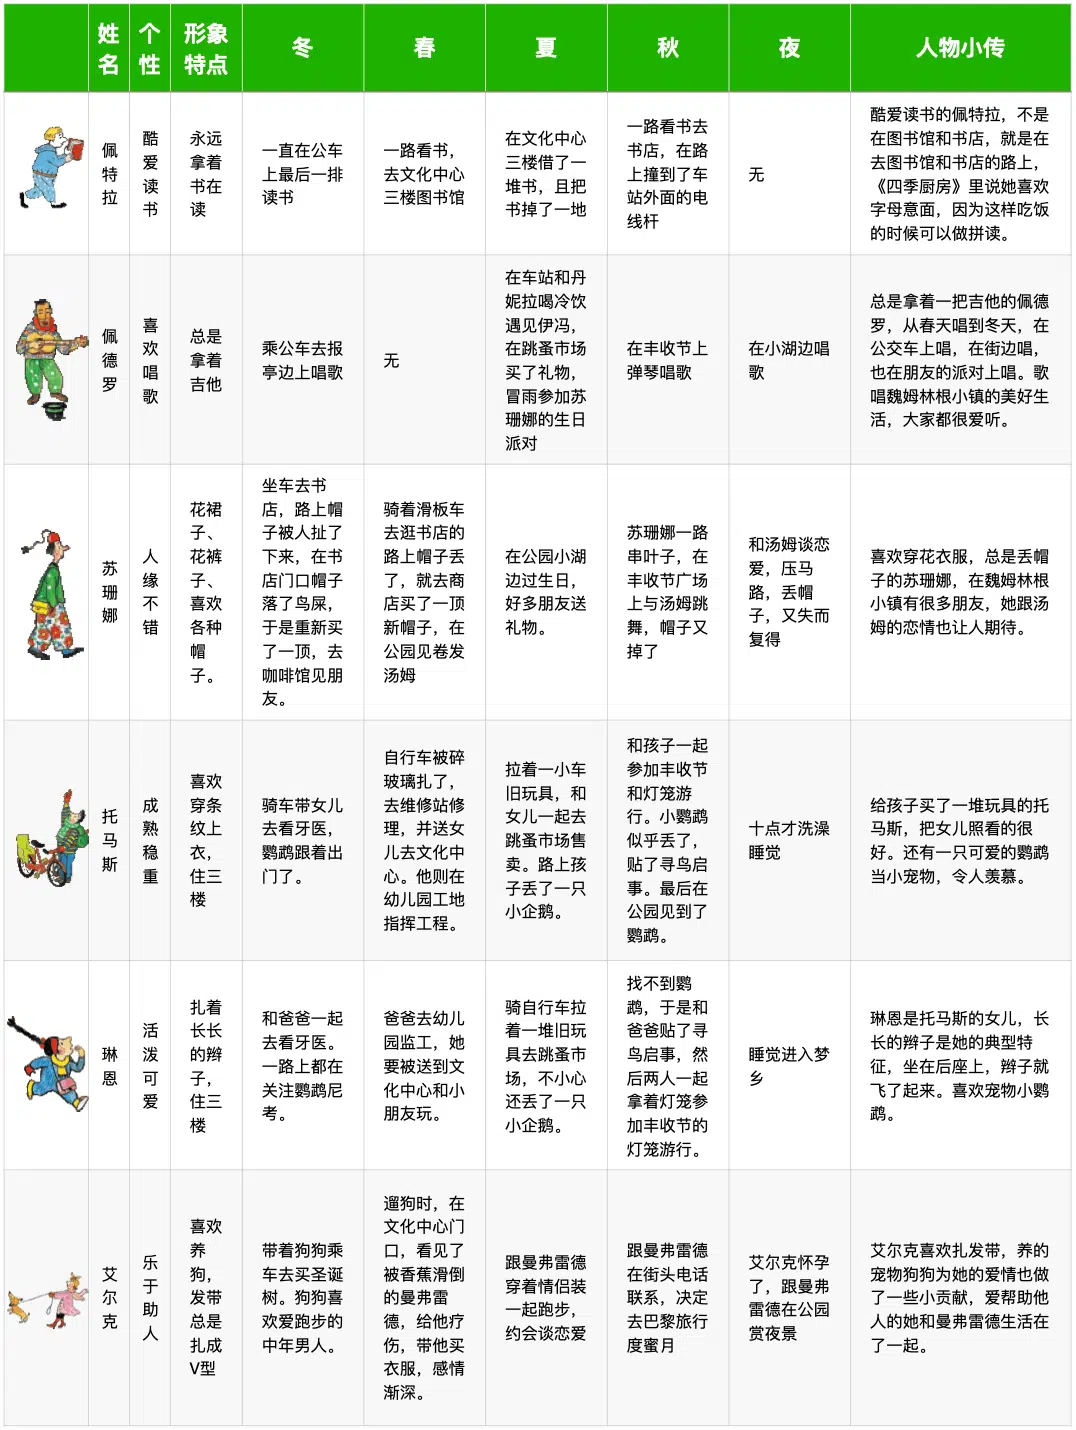 姓名
个性
形象特点
冬
春
夏
秋
夜
人物小传
佩特拉
酷爱读书
永远
拿着
书在
读
一直在公车
上最后一排
读书
一路看书，
去文化中心
三楼图书馆
在文化中心
三楼借了一
堆书，且把
书掉了一地
一路看书去
书店，在路
上撞到了车
站外面的电
线杆
无
酷爱读书的佩特拉，不是
在图书馆和书店，就是在
去图书馆和书店的路上，
《四季厨房》里说她喜欢
字母意面，因为这样吃饭
的时候可以做拼读。
佩德罗
喜欢唱歌
总是
拿着
吉他
乘公车去报
亭边上唱歌
无
在车站和丹
妮拉喝冷饮
遇见伊冯，
在跳蚤市场
买了礼物，
冒雨参加苏
珊娜的生日
派对
在丰收节上
弹琴唱歌
在小湖边唱
歌
总是拿着一把吉他的佩德
罗，从春天唱到冬天，在
公交车上唱，在街边唱，
也在朋友的派对上唱。歌
唱魏姆林根小镇的美好生
活，大家都很爱听。
苏珊娜
人缘不错
花裙
子、
花裤
子、
喜欢
各种
帽
子。
坐车去书
店，路上帽
子被人扯了
下来，在书
店门口帽子
落了鸟屎，
于是重新买
了一顶，去
咖啡馆见朋
友。
骑着滑板车
去逛书店的
路上帽子丢
了，就去商
店买了一顶
新帽子，在
公园见卷发
汤姆
在公园小湖
边过生日，
好多朋友送
礼物。
苏珊娜一路
串叶子，在
丰收节广场
上与汤姆跳
舞，帽子又
掉了
和汤姆谈恋
爱，压马
路，丢帽
子，又失而
复得
喜欢穿花衣服，总是丢帽
子的苏珊娜，在魏姆林根
小镇有很多朋友，她跟汤
姆的恋情也让人期待。
托马斯
成熟稳重
喜欢
穿条
纹上
衣，
住三
楼
骑车带女儿
去看牙医，
鹦鹉跟着出
门了。
自行车被碎
玻璃扎了，
去维修站修
理，并送女
儿去文化中
心。他则在
幼儿园工地
指挥工程。
拉着一小车
旧玩具，和
女儿一起去
跳蚤市场售
卖。路上孩
子丢了一只
小企鹅。
和孩子一起
参加丰收节
和灯笼游
行。小鹦鹉
似乎丢了，
贴了寻鸟启
事。最后在
公园见到了
鹦鹉。
十点才洗澡
睡觉
给孩子买了一堆玩具的托
马斯，把女儿照看的很
好。还有一只可爱的鹦鹉
当小宠物，令人羡慕。
琳恩
活泼可爱
扎着
长长
的辫
子，
住三
楼
和爸爸一起
去看牙医。
一路上都在
关注鹦鹉尼
考。
爸爸去幼儿
园监工，她
要被送到文
化中心和小
朋友玩。
骑自行车拉
着一堆旧玩
具去跳蚤市
场，不小心
还丢了一只
小企鹅。
找不到鹦
鹉，于是和
爸爸贴了寻
鸟启事，然
后两人一起
拿着灯笼参
加丰收节的
灯笼游行。
睡觉进入梦
乡
琳恩是托马斯的女儿，长
长的辫子是她的典型特
征，坐在后座上，辫子就
飞了起来。喜欢宠物小鹦
鹉。
艾尔克
乐于助人
喜欢
养
狗，
发带
总是
扎成
V型
带着狗狗乘
车去买圣诞
树。狗狗喜
欢爱跑步的
中年男人。
遛狗时，在
文化中心门
口，看见了
被香蕉滑倒
的曼弗雷
德，给他疗
伤，带他买
衣服，感情
渐深。
跟曼弗雷德
穿着情侣装
一起跑步，
约会谈恋爱
跟曼弗雷德
在街头电话
联系，决定
去巴黎旅行
度蜜月
艾尔克怀孕
了，跟曼弗
雷德在公园
赏夜景
艾尔克喜欢扎发带，养的
宠物狗狗为她的爱情也做
了一些小贡献，爱帮助他
人的她和曼弗雷德生活在
了一起。